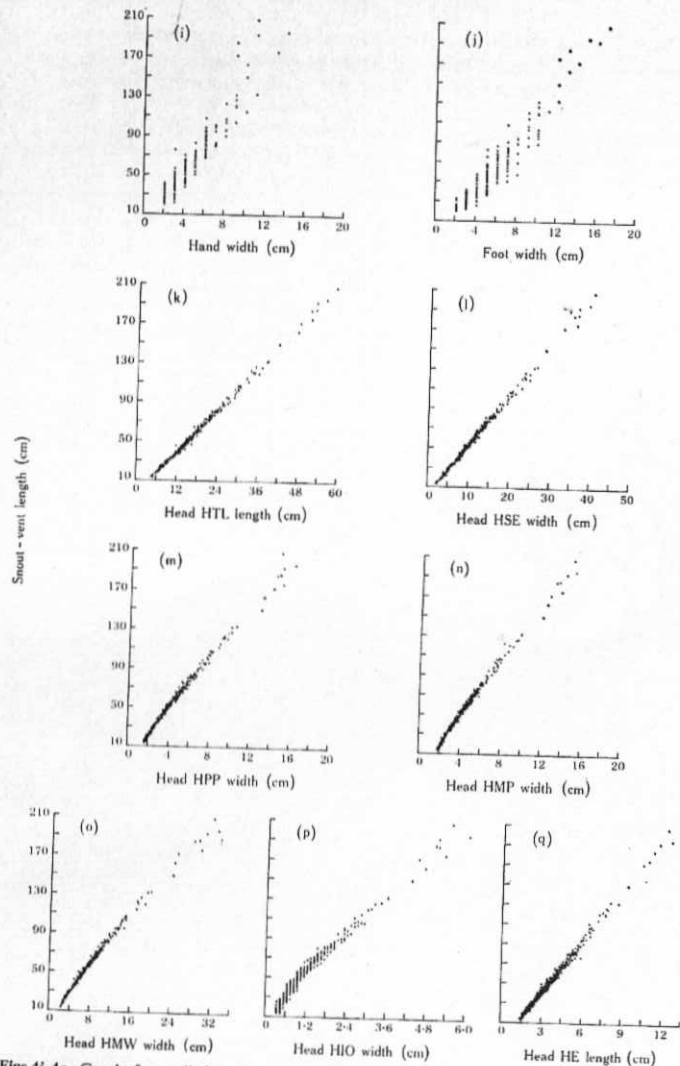 210
170
130
90
50
10
(i)
0 4 8 12 16 20
Hand width (cm)
(j)
0 4 8 12 16 20
Foot width (cm)
Snout-vent length (cm)
210
170
130
90
50
10
(k)
0 12 24 36 48 60
Head HTL length (cm)
(l)
0 10 20 30 40 50
Head HSE width (cm)
210
170
130
90
50
10
(m)
0 4 8 12 16 20
Head HPP width (cm)
(n)
0 4 8 12 16 20
Head HMP width (cm)
210
170
130
90
50
10
(o)
0 8 16 24 32
Head HMW width (cm)
(p)
0 1·2 2·4 3·6 4·8 6·0
Head HIO width (cm)
(q)
0 3 6 9 12
Head HE length (cm)